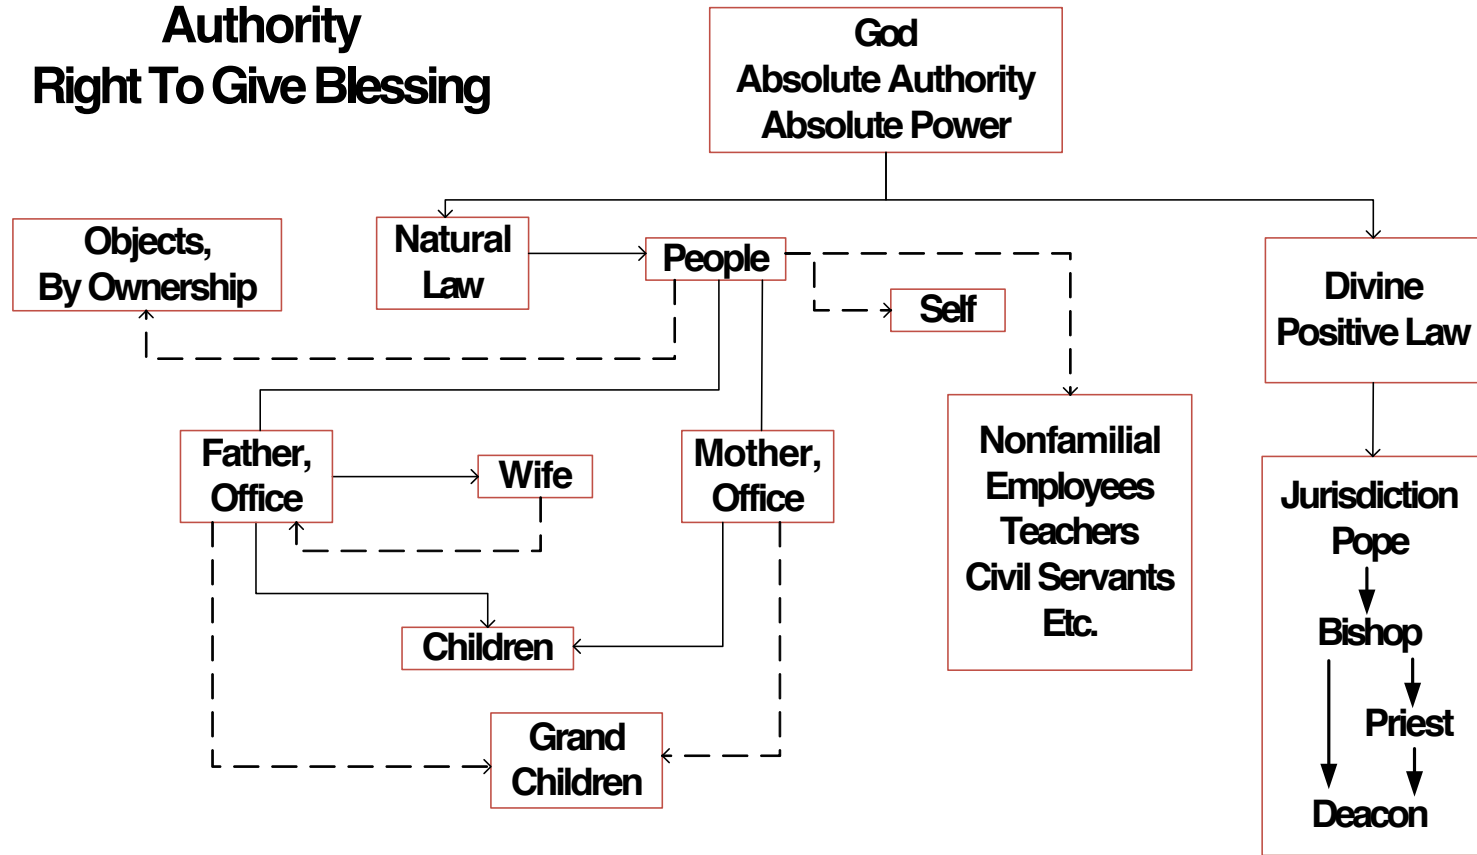 Authority
Right To Give Blessing
God
Absolute Authority
Absolute Power
Objects,
By Ownership
Natural
Law
People
Self
Divine
Positive Law
Father,
Office
Wife
Mother,
Office
Nonfamilial
Employees
Teachers
Civil Servants
Etc.
Jurisdiction
Pope
Bishop
Priest
Deacon
Children
Grand
Children